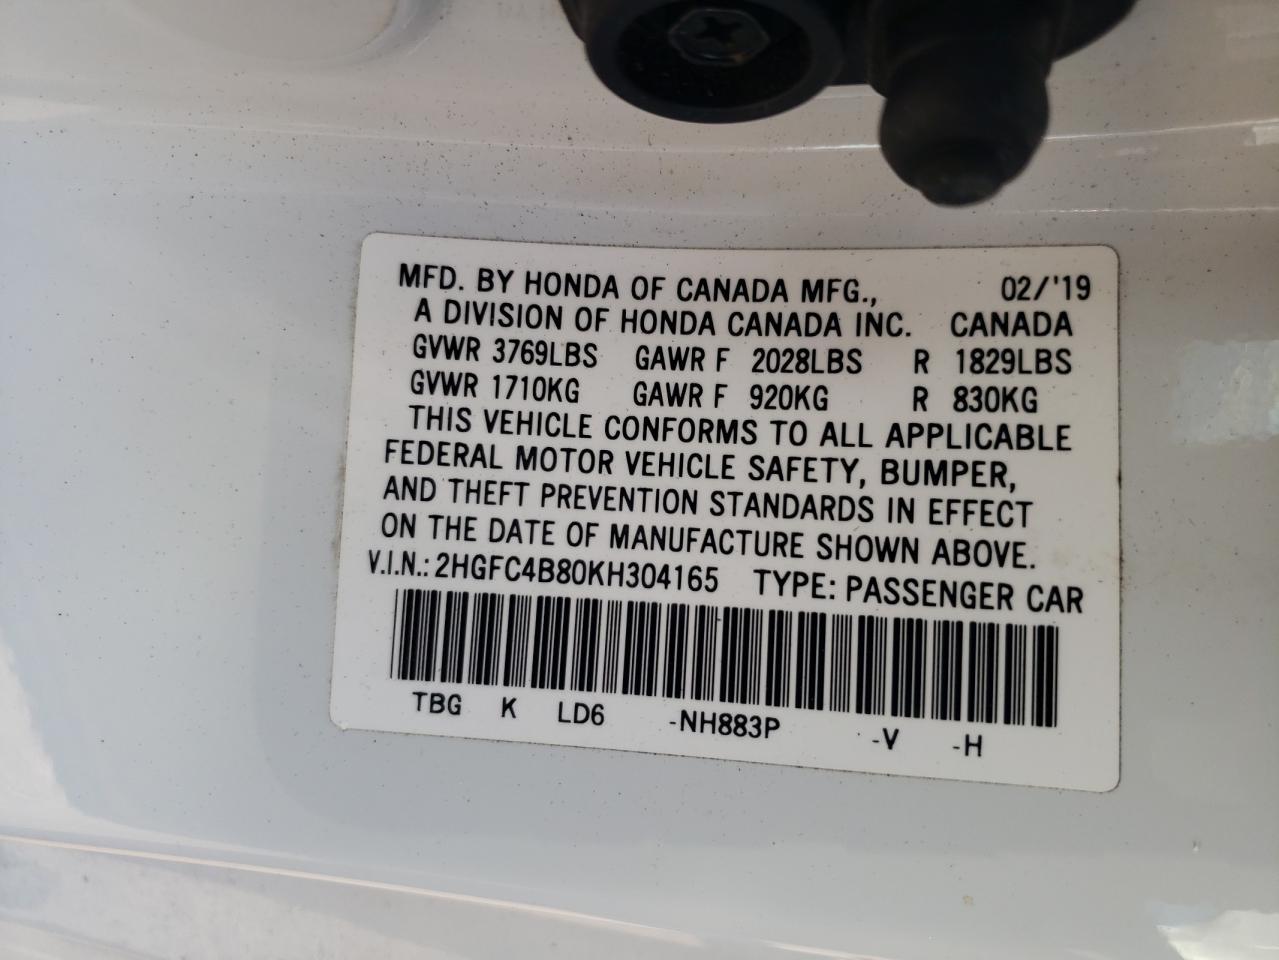 MFD. BY HONDA OF CANADA MFG., 02/'19
A DIVISION OF HONDA CANADA INC. CANADA
GVWR 3769LBS GAWR F 2028LBS R 1829LBS
GVWR 1710KG GAWR F 920KG R 830KG
THIS VEHICLE CONFORMS TO ALL APPLICABLE
FEDERAL MOTOR VEHICLE SAFETY, BUMPER,
AND THEFT PREVENTION STANDARDS IN EFFECT
ON THE DATE OF MANUFACTURE SHOWN ABOVE.
V.I.N.: 2HGFC4B80KH304165 TYPE: PASSENGER CAR
TBG K LD6 -NH883P -V -H